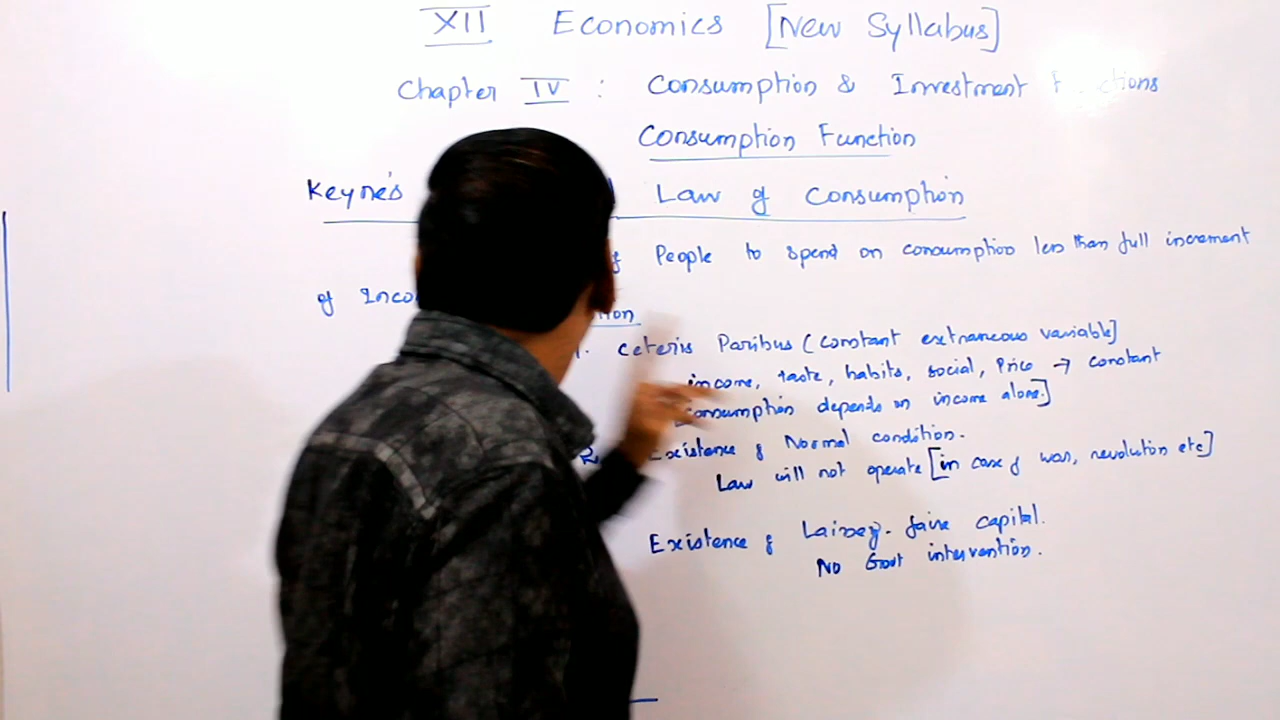 XII Economics [New Syllabus]
Chapter IV : Consumption & Investment
Consumption Function
Keyne's Law of Consumption
People to spend on consumption less than full increment
of
1. Ceteris Paribus (constant extraneous variable]
income, taste, habits, social, Price → constant
[consumption depends on income alone.]
2. Existence of Normal condition.
Law will not operate [in case of war, revolution etc]
Existence of Laissez-faire capital.
No Govt intervention.